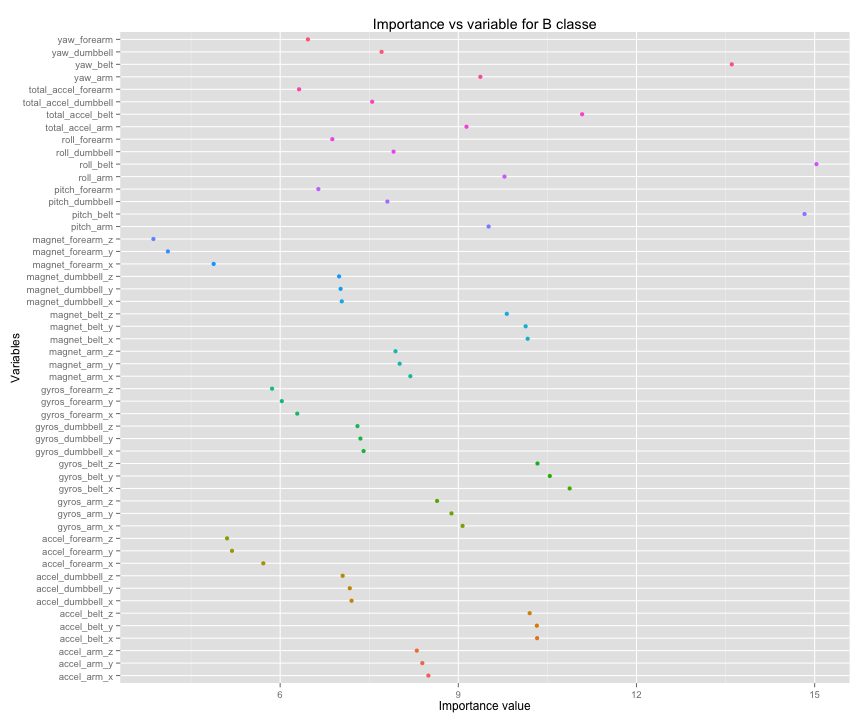 Importance vs variable for B classe
yaw_forearm
yaw_dumbbell
yaw_belt
yaw_arm
total_accel_forearm
total_accel_dumbbell
total_accel_belt
total_accel_arm
roll_forearm
roll_dumbbell
roll_belt
roll_arm
pitch_forearm
pitch_dumbbell
pitch_belt
pitch_arm
magnet_forearm_z
magnet_forearm_y
magnet_forearm_x
magnet_dumbbell_z
magnet_dumbbell_y
magnet_dumbbell_x
magnet_belt_z
magnet_belt_y
magnet_belt_x
magnet_arm_z
magnet_arm_y
magnet_arm_x
gyros_forearm_z
gyros_forearm_y
gyros_forearm_x
gyros_dumbbell_z
gyros_dumbbell_y
gyros_dumbbell_x
gyros_belt_z
gyros_belt_y
gyros_belt_x
gyros_arm_z
gyros_arm_y
gyros_arm_x
accel_forearm_z
accel_forearm_y
accel_forearm_x
accel_dumbbell_z
accel_dumbbell_y
accel_dumbbell_x
accel_belt_z
accel_belt_y
accel_belt_x
accel_arm_z
accel_arm_y
accel_arm_x
Variables
6 9 12 15
Importance value